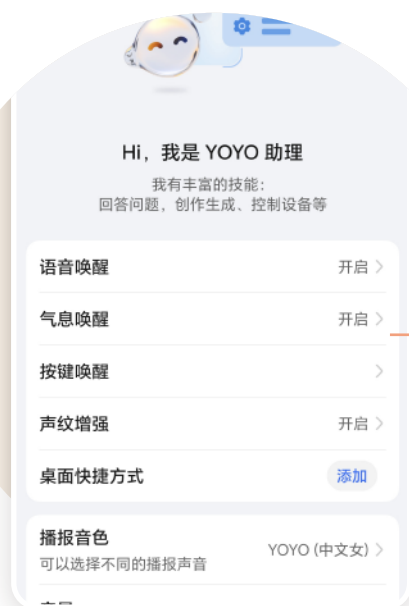 Hi，我是 YOYO 助理
我有丰富的技能：
回答问题，创作生成、控制设备等
语音唤醒 开启
气息唤醒 开启
按键唤醒
声纹增强 开启
桌面快捷方式 添加
播报音色
可以选择不同的播报声音 YOYO (中文女)